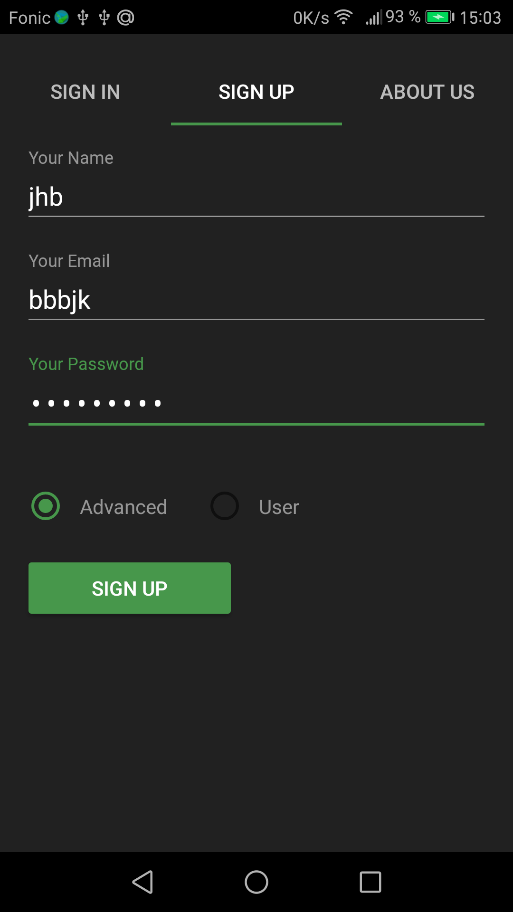 Fonic 0K/s 93 % 15:03
SIGN IN SIGN UP ABOUT US
Your Name
jhb
Your Email
bbbjk
Your Password
•••••••••
Advanced User
SIGN UP